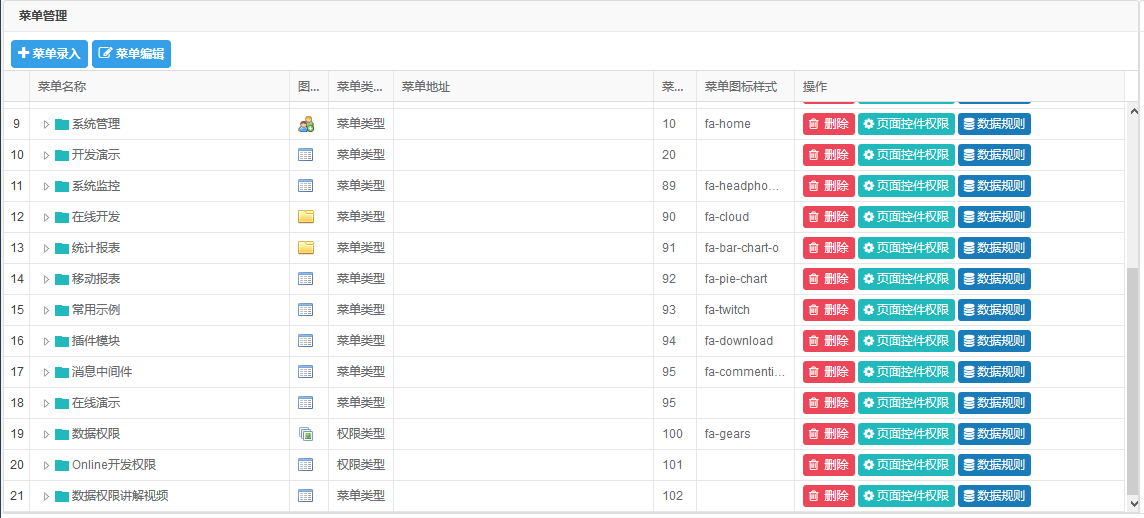 菜单管理
菜单录入 菜单编辑
菜单名称 图... 菜单类... 菜单地址 菜... 菜单图标样式 操作
9 系统管理 菜单类型 10 fa-home 删除 页面控件权限 数据规则
10 开发演示 菜单类型 20 删除 页面控件权限 数据规则
11 系统监控 菜单类型 89 fa-headpho... 删除 页面控件权限 数据规则
12 在线开发 菜单类型 90 fa-cloud 删除 页面控件权限 数据规则
13 统计报表 菜单类型 91 fa-bar-chart-o 删除 页面控件权限 数据规则
14 移动报表 菜单类型 92 fa-pie-chart 删除 页面控件权限 数据规则
15 常用示例 菜单类型 93 fa-twitch 删除 页面控件权限 数据规则
16 插件模块 菜单类型 94 fa-download 删除 页面控件权限 数据规则
17 消息中间件 菜单类型 95 fa-commenti... 删除 页面控件权限 数据规则
18 在线演示 菜单类型 95 删除 页面控件权限 数据规则
19 数据权限 权限类型 100 fa-gears 删除 页面控件权限 数据规则
20 Online开发权限 权限类型 101 删除 页面控件权限 数据规则
21 数据权限讲解视频 菜单类型 102 删除 页面控件权限 数据规则